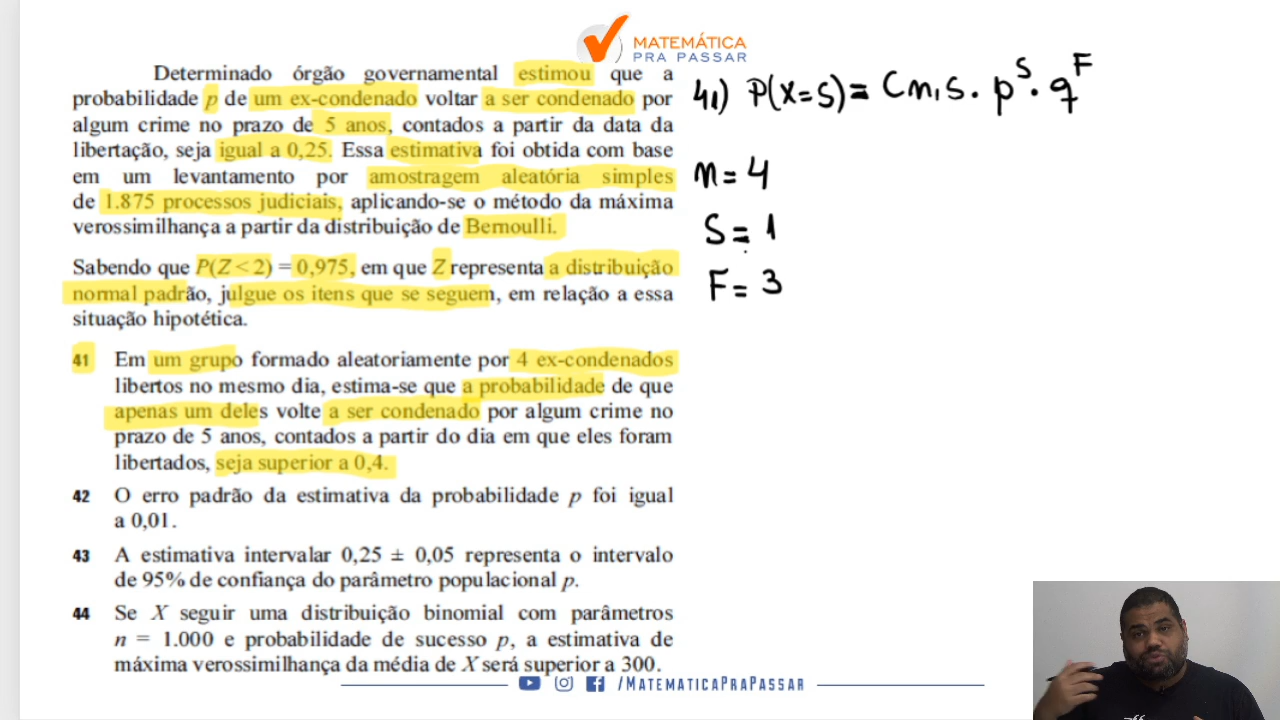 MATEMÁTICA
PRA PASSAR
Determinado órgão governamental estimou que a
probabilidade p de um ex-condenado voltar a ser condenado por
algum crime no prazo de 5 anos, contados a partir da data da
libertação, seja igual a 0,25. Essa estimativa foi obtida com base
em um levantamento por amostragem aleatória simples
de 1.875 processos judiciais, aplicando-se o método da máxima
verossimilhança a partir da distribuição de Bernoulli.
Sabendo que P(Z < 2) = 0,975, em que Z representa a distribuição
normal padrão, julgue os itens que se seguem, em relação a essa
situação hipotética.
41 Em um grupo formado aleatoriamente por 4 ex-condenados
libertos no mesmo dia, estima-se que a probabilidade de que
apenas um deles volte a ser condenado por algum crime no
prazo de 5 anos, contados a partir do dia em que eles foram
libertados, seja superior a 0,4.
42 O erro padrão da estimativa da probabilidade p foi igual
a 0,01.
43 A estimativa intervalar 0,25 ± 0,05 representa o intervalo
de 95% de confiança do parâmetro populacional p.
44 Se X seguir uma distribuição binomial com parâmetros
n = 1.000 e probabilidade de sucesso p, a estimativa de
máxima verossimilhança da média de X será superior a 300.
41) P(X=S)= Cn,s . p^S . q^F
n = 4
S = 1
F = 3
/MATEMATICAPRAPASSAR